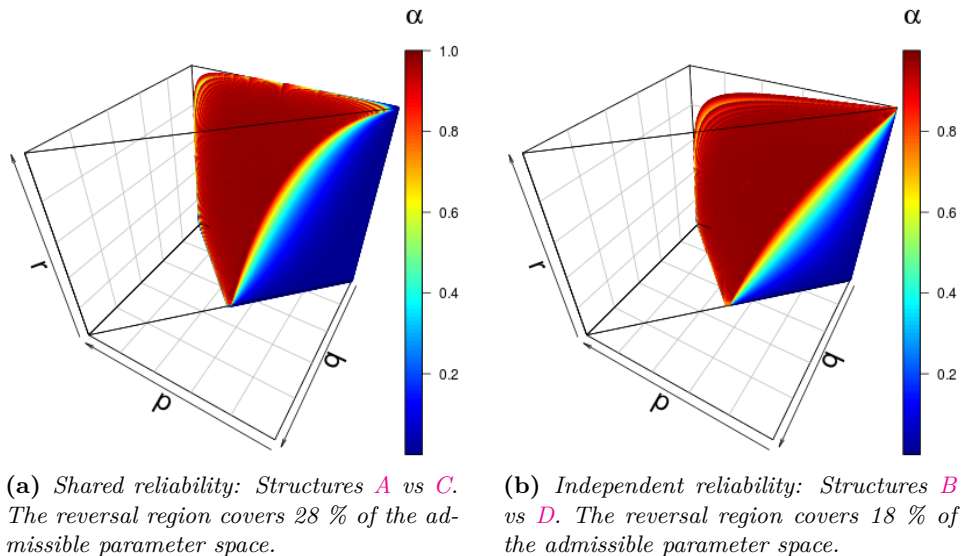 α
1.0
0.8
0.6
0.4
0.2
r
p
q
(a) Shared reliability: Structures A vs C.
The reversal region covers 28 % of the ad-
missible parameter space.
α
0.8
0.6
0.4
0.2
r
p
q
(b) Independent reliability: Structures B
vs D. The reversal region covers 18 % of
the admissible parameter space.